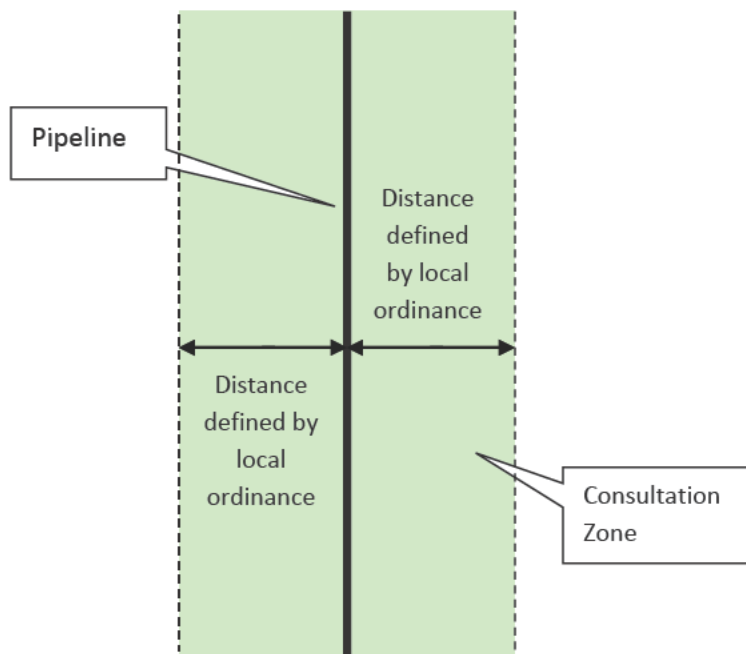 Pipeline
Distance
defined
by local
ordinance
Distance
defined by
local
ordinance
Consultation
Zone